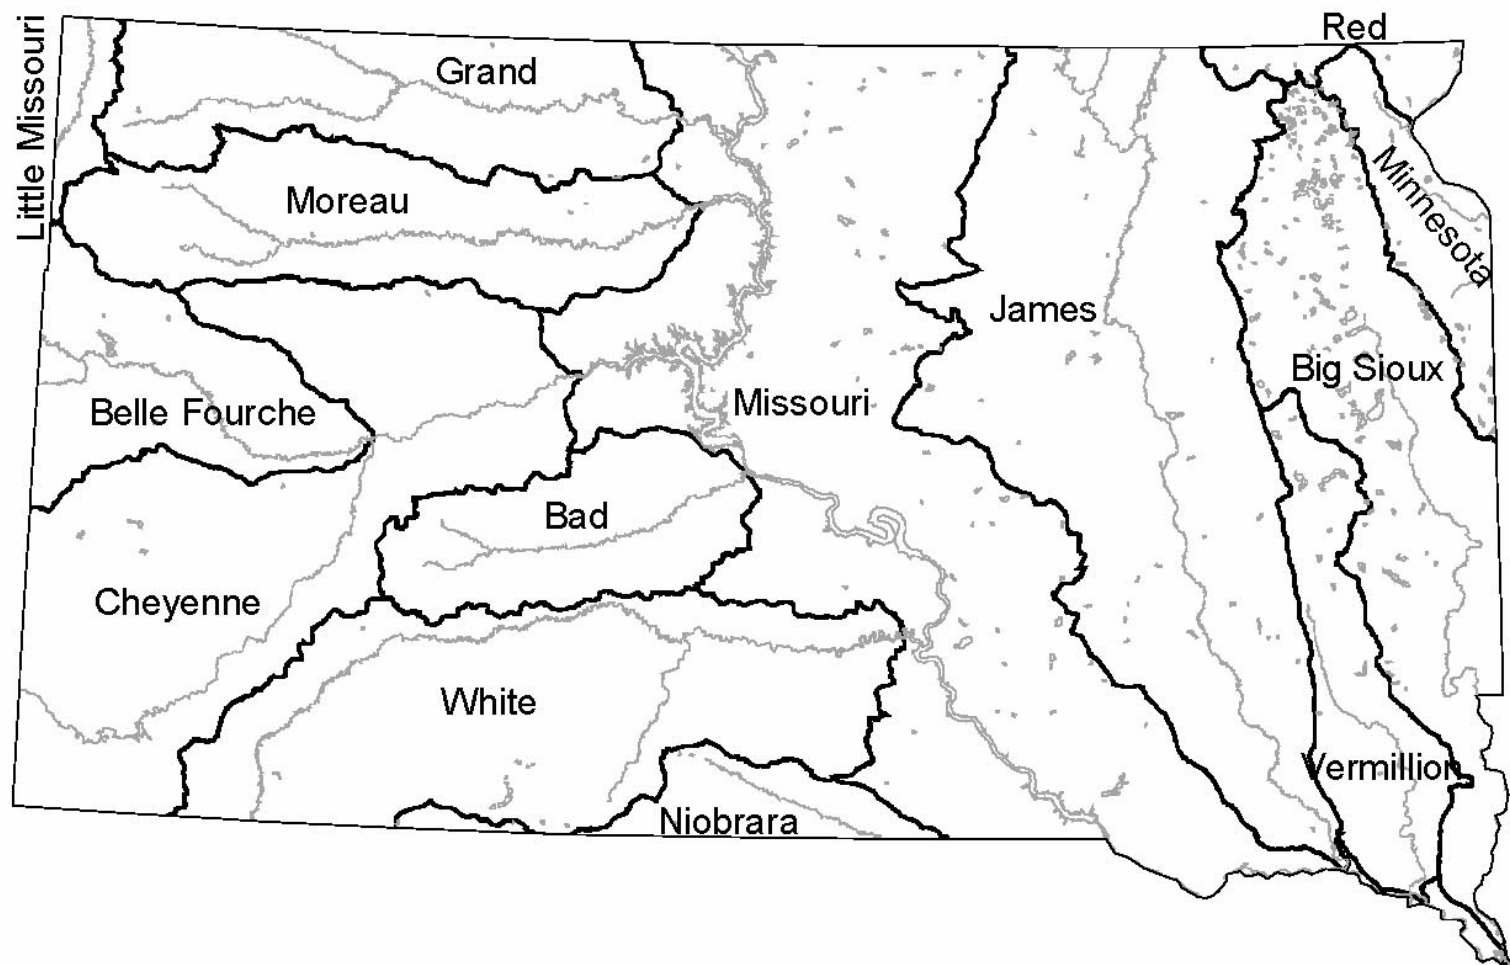 Red
Little Missouri
Grand
Moreau
Minnesota
James
Big Sioux
Missouri
Belle Fourche
Bad
Cheyenne
White
Vermillion
Niobrara